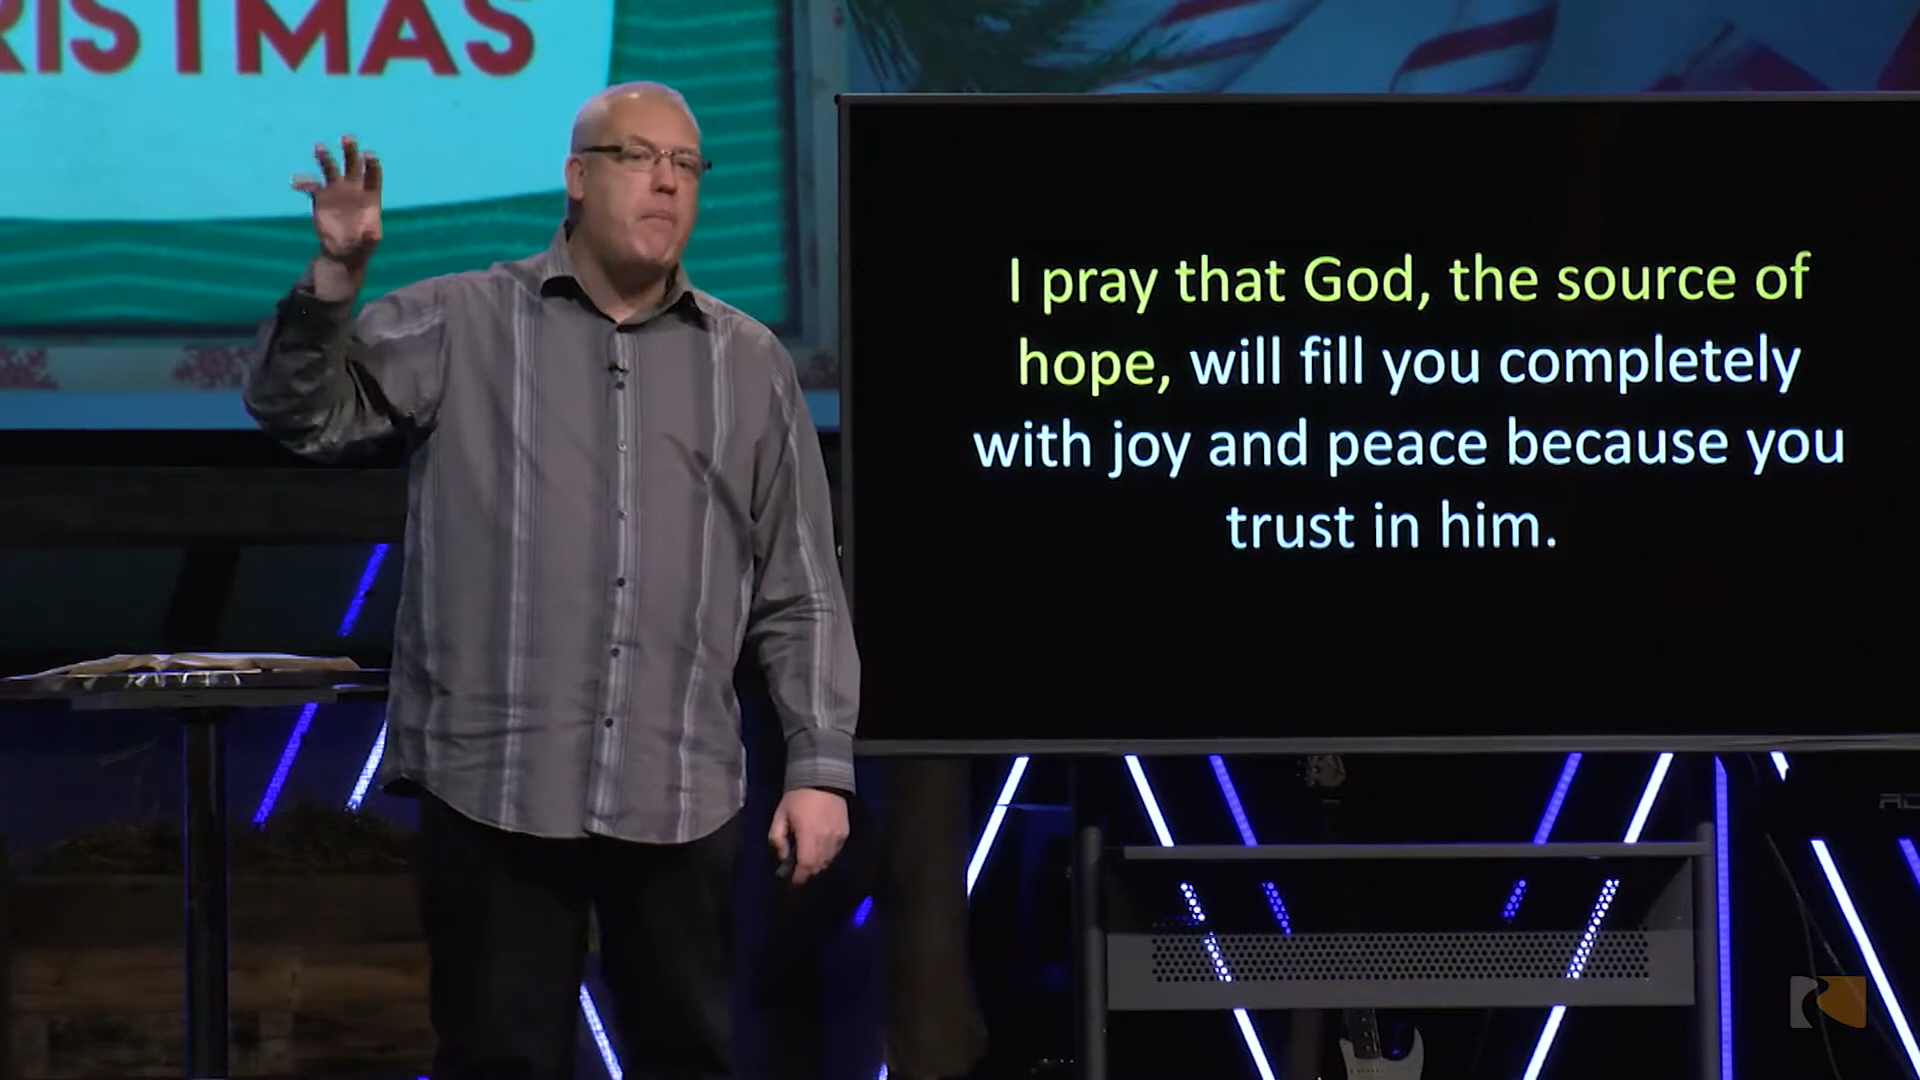 RISTMAS
I pray that God, the source of
hope, will fill you completely
with joy and peace because you
trust in him.